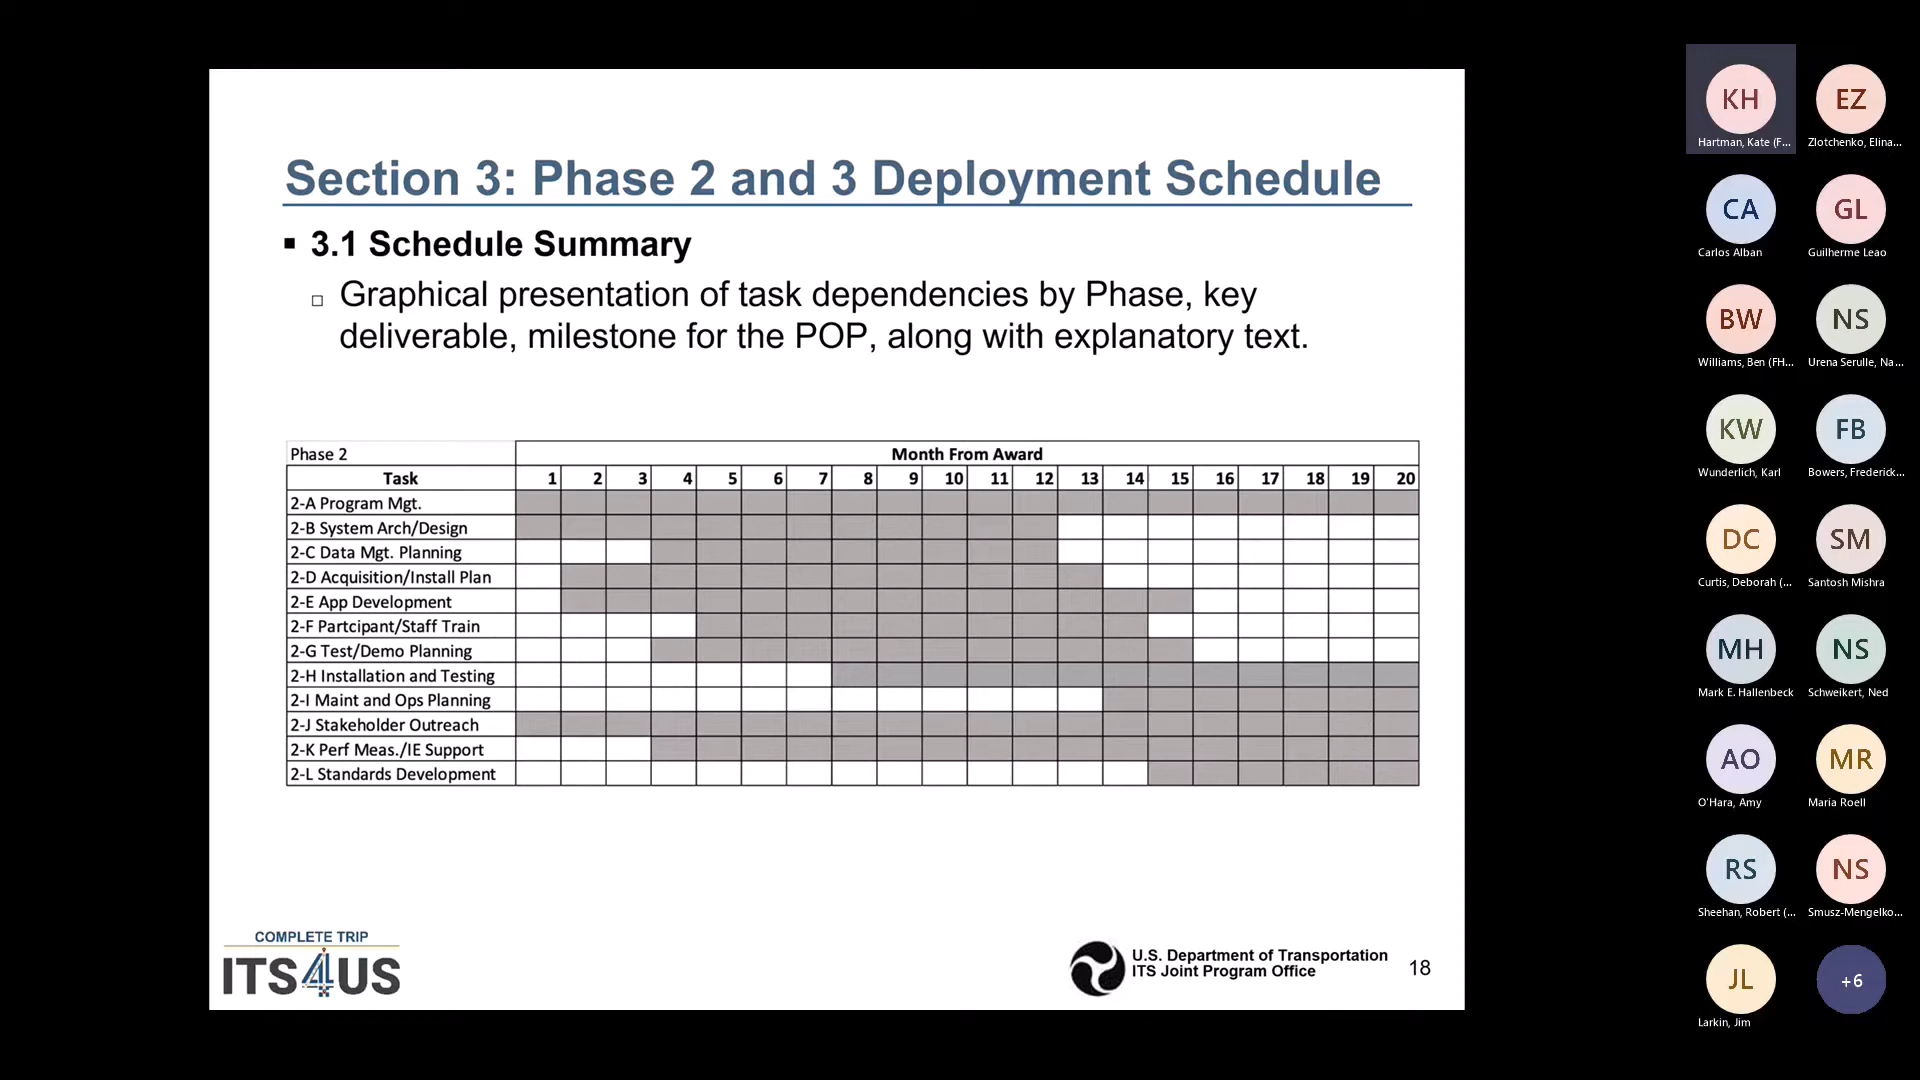 Section 3: Phase 2 and 3 Deployment Schedule
▪ 3.1 Schedule Summary
□ Graphical presentation of task dependencies by Phase, key
deliverable, milestone for the POP, along with explanatory text.
Phase 2 Month From Award
Task 1 2 3 4 5 6 7 8 9 10 11 12 13 14 15 16 17 18 19 20
2-A Program Mgt.
2-B System Arch/Design
2-C Data Mgt. Planning
2-D Acquisition/Install Plan
2-E App Development
2-F Partcipant/Staff Train
2-G Test/Demo Planning
2-H Installation and Testing
2-I Maint and Ops Planning
2-J Stakeholder Outreach
2-K Perf Meas./IE Support
2-L Standards Development
COMPLETE TRIP
ITS4US
U.S. Department of Transportation
ITS Joint Program Office
18
KH EZ
Hartman, Kate (F... Zlotchenko, Elina...
CA GL
Carlos Alban Guilherme Leao
BW NS
Williams, Ben (FH... Urena Serulle, Na...
KW FB
Wunderlich, Karl Bowers, Frederick...
DC SM
Curtis, Deborah (... Santosh Mishra
MH NS
Mark E. Hallenbeck Schweikert, Ned
AO MR
O'Hara, Amy Maria Roell
RS NS
Sheehan, Robert (... Smusz-Mengelko...
JL +6
Larkin, Jim